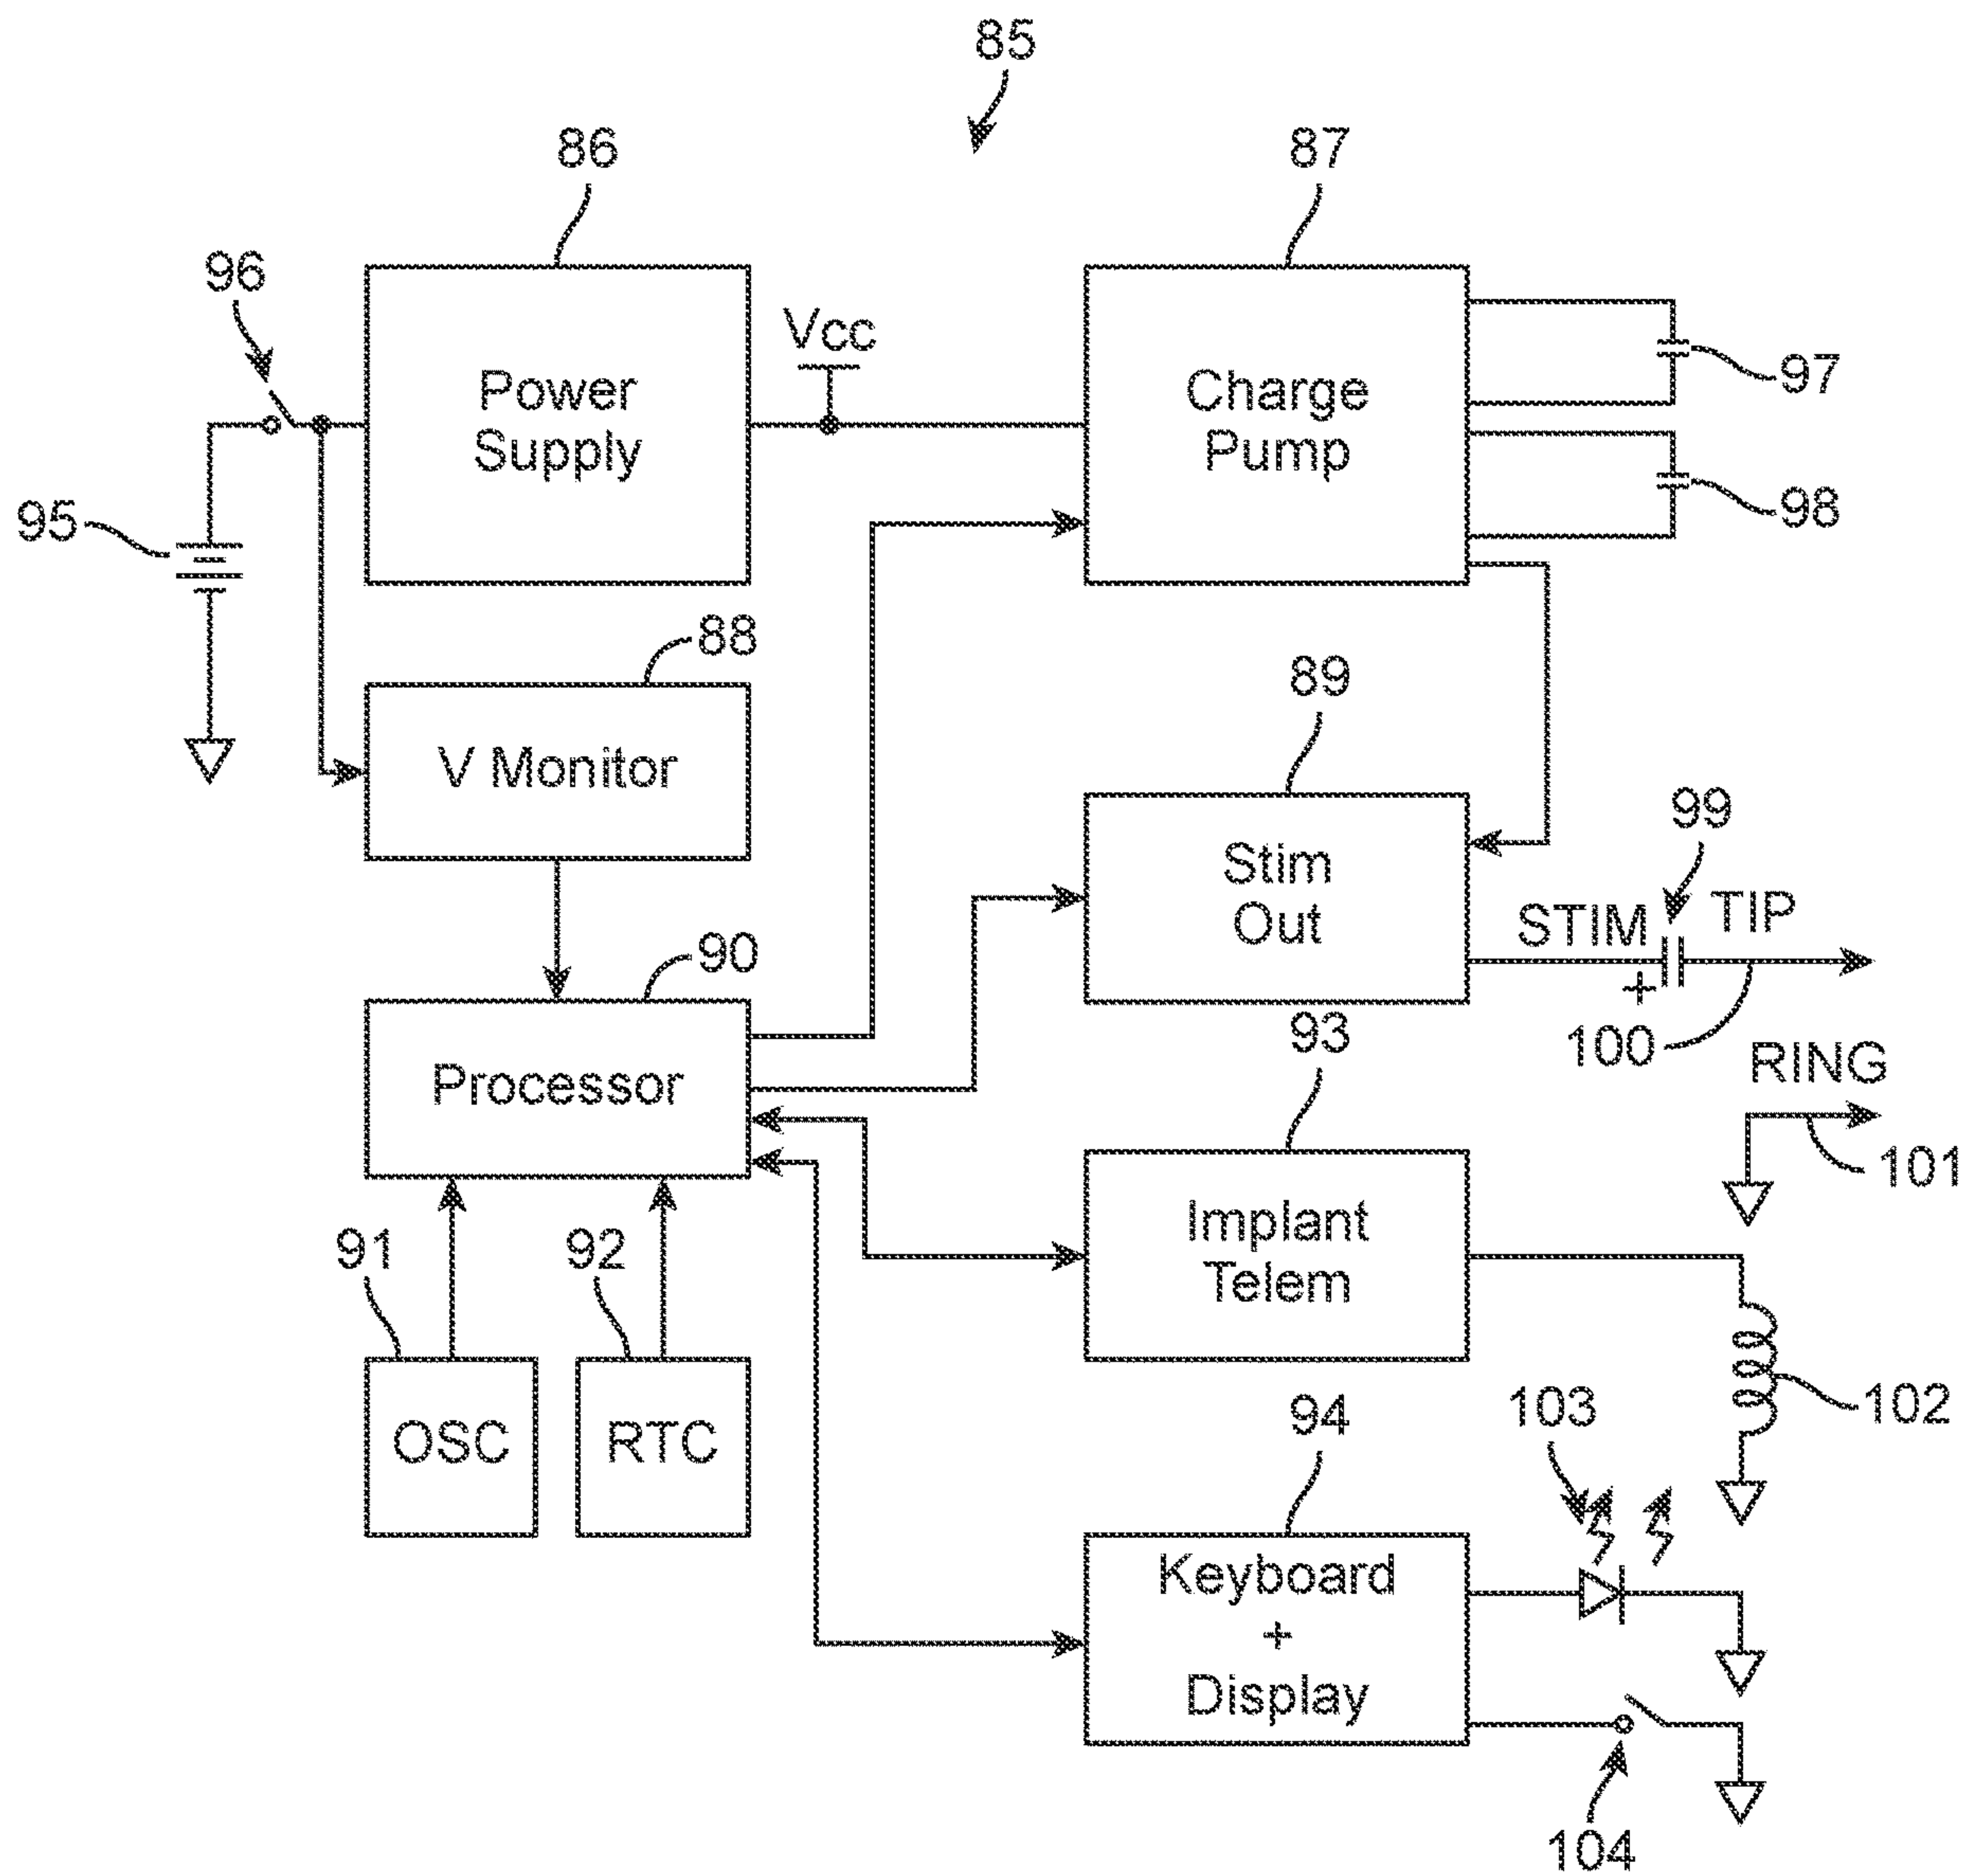 85
86
87
96
Vcc
Power
Supply
Charge
Pump
97
98
95
88
V Monitor
89
Stim
Out
99
STIM
TIP
+
100
90
Processor
93
RING
101
Implant
Telem
91
92
OSC
RTC
102
94
103
Keyboard
+
Display
104